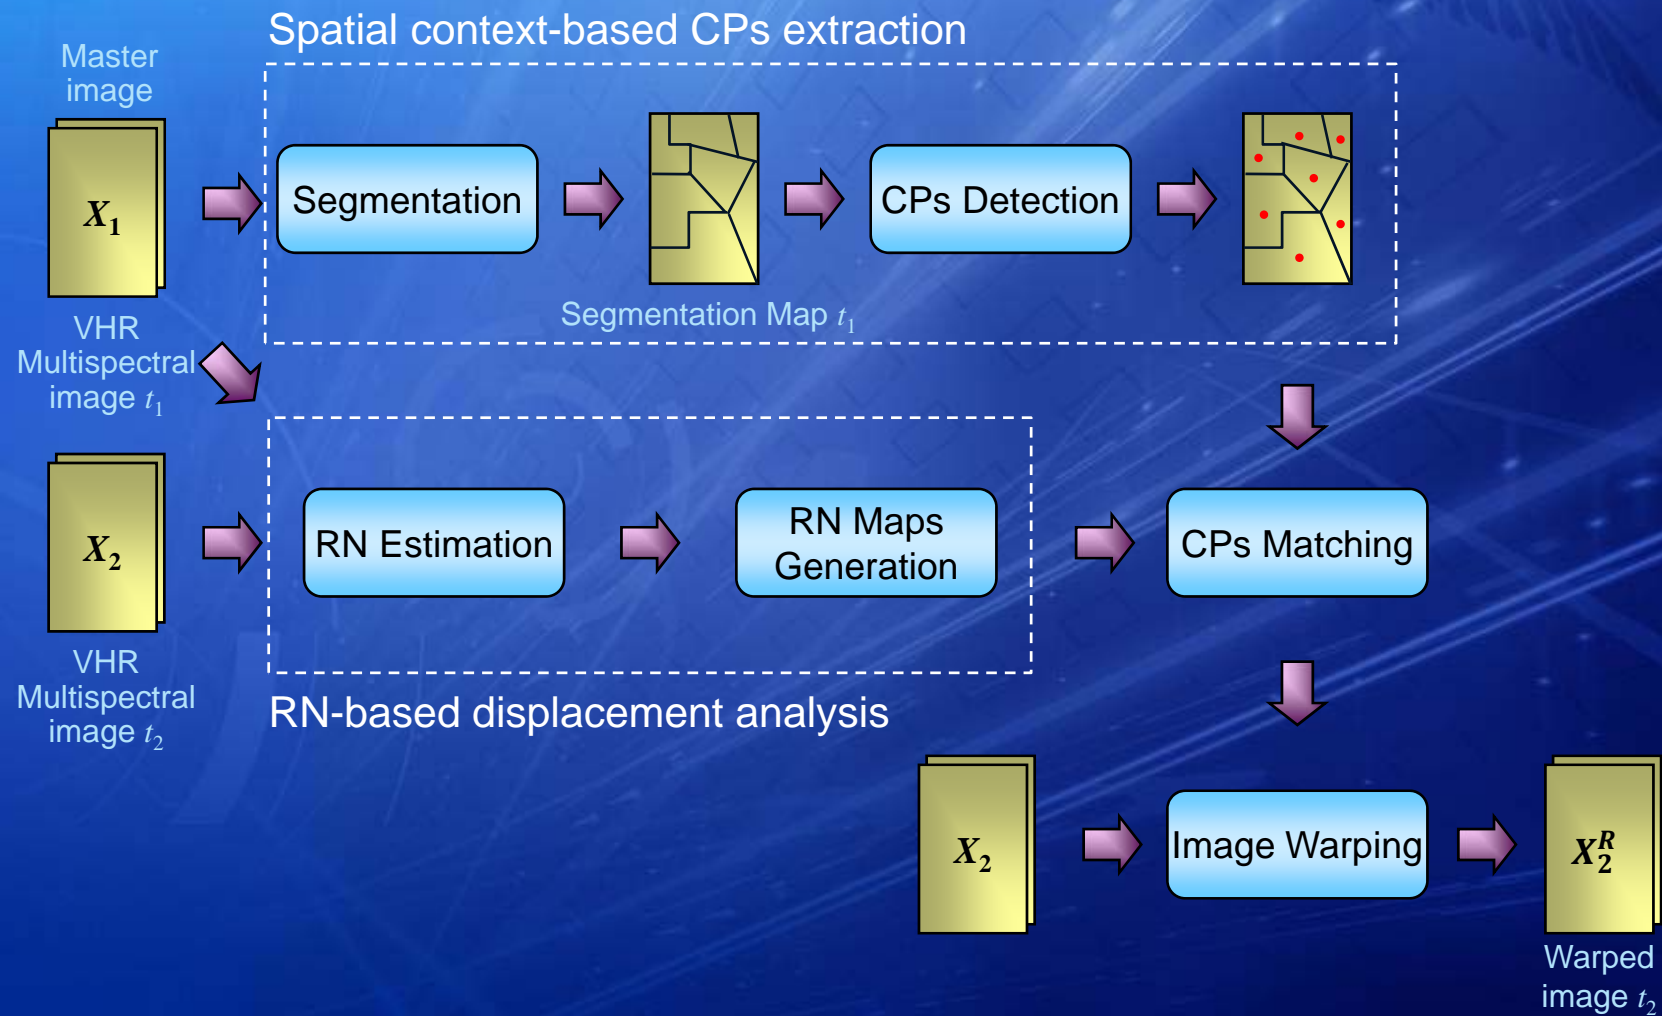 Spatial context-based CPs extraction
Master
image
X₁
Segmentation
CPs Detection
Segmentation Map t₁
VHR
Multispectral
image t₁
X₂
RN Estimation
RN Maps
Generation
CPs Matching
VHR
Multispectral
image t₂
RN-based displacement analysis
X₂
Image Warping
X₂ᴿ
Warped
image t₂